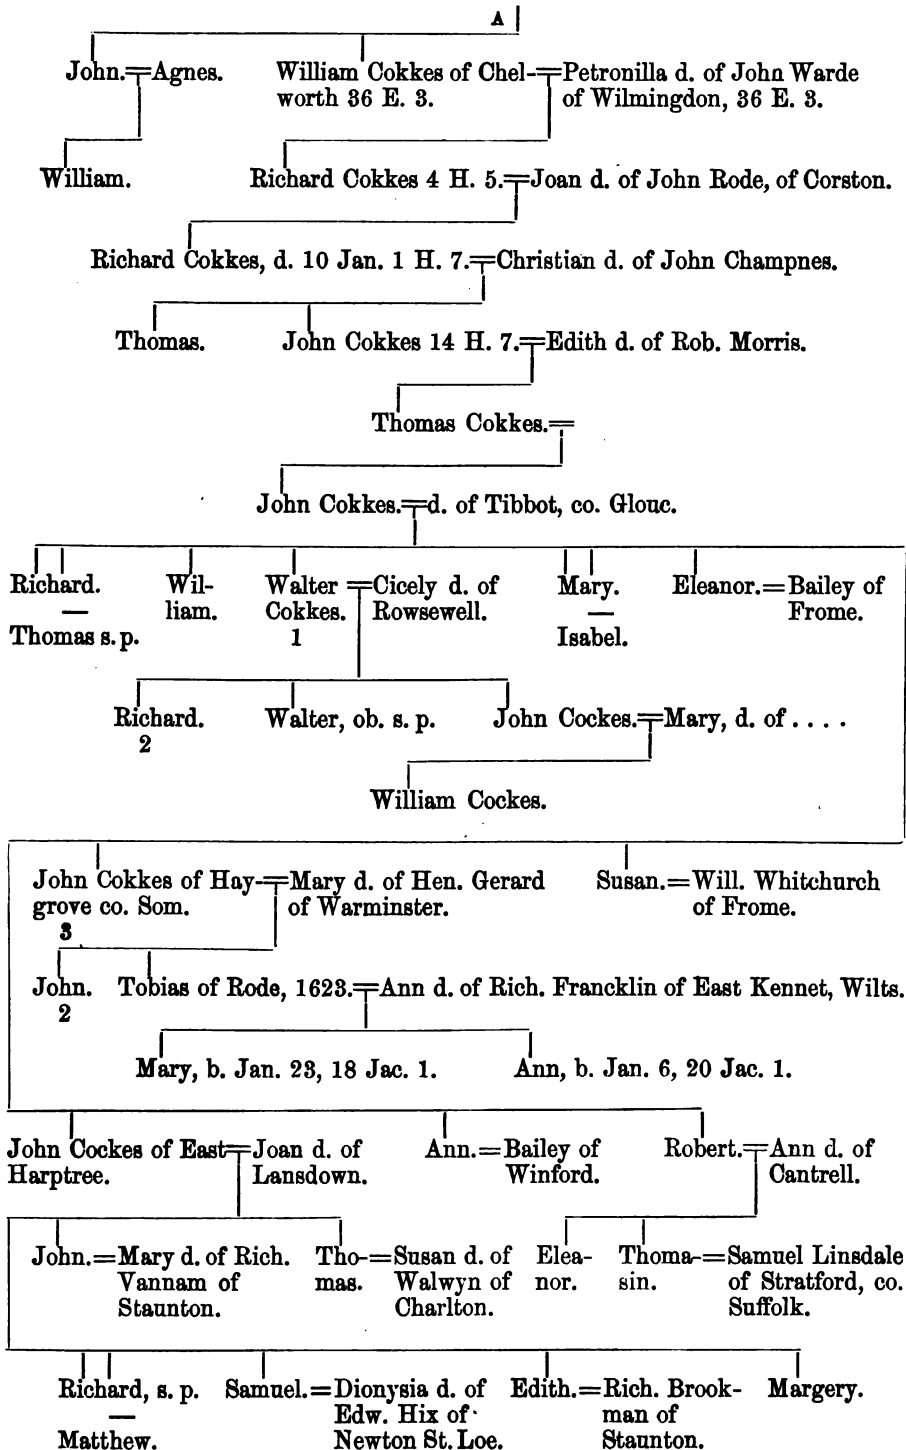 A
John. Agnes. William Cokkes of Chel- Petronilla d. of John Warde
worth 36 E. 3. of Wilmingdon, 36 E. 3.
William. Richard Cokkes 4 H. 5. Joan d. of John Rode, of Corston.
Richard Cokkes, d. 10 Jan. 1 H. 7. Christian d. of John Champnes.
Thomas. John Cokkes 14 H. 7. Edith d. of Rob. Morris.
Thomas Cokkes.=
John Cokkes. d. of Tibbot, co. Glouc.
Richard. Wil- Walter Cicely d. of Mary. Eleanor.=Bailey of
— liam. Cokkes. Rowsewell. — Frome.
Thomas s. p. 1 Isabel.
Richard. Walter, ob. s. p. John Cockes. Mary, d. of . . . .
2
William Cockes.
John Cokkes of Hay- Mary d. of Hen. Gerard Susan.=Will. Whitchurch
grove co. Som. of Warminster. of Frome.
3
John. Tobias of Rode, 1623. Ann d. of Rich. Francklin of East Kennet, Wilts.
2
Mary, b. Jan. 23, 18 Jac. 1. Ann, b. Jan. 6, 20 Jac. 1.
John Cockes of East Joan d. of Ann.=Bailey of Robert. Ann d. of
Harptree. Lansdown. Winford. Cantrell.
John.=Mary d. of Rich. Tho-=Susan d. of Elea- Thoma-=Samuel Linsdale
Vannam of mas. Walwyn of nor. sin. of Stratford, co.
Staunton. Charlton. Suffolk.
Richard, s. p. Samuel.=Dionysia d. of Edith.=Rich. Brook- Margery.
— Edw. Hix of man of
Matthew. Newton St. Loe. Staunton.